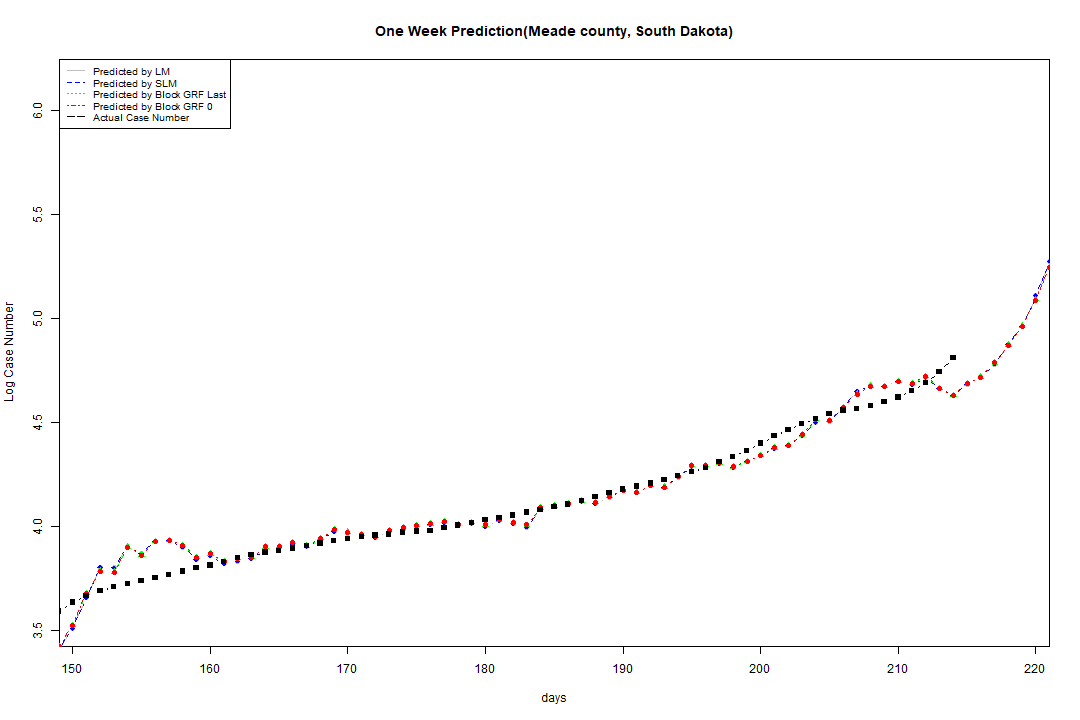 One Week Prediction(Meade county, South Dakota)
Predicted by LM
Predicted by SLM
Predicted by Block GRF Last
Predicted by Block GRF 0
Actual Case Number
6.0
5.5
5.0
4.5
4.0
3.5
Log Case Number
150 160 170 180 190 200 210 220
days